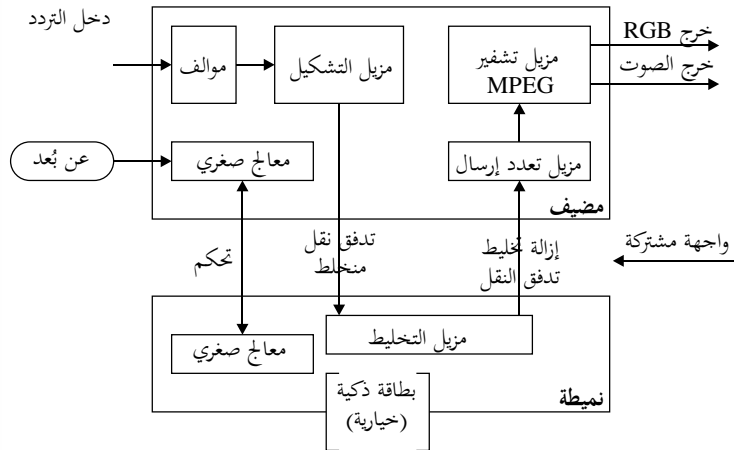 دخل التردد
موالف
مزيل التشكيل
مزيل تشفير
MPEG
خرج RGB
خرج الصوت
عن بُعد
معالج صغري
مزيل تعدد إرسال
مضيف
تحكم
تدفق نقل
منخلط
إزالة تخليط
تدفق النقل
واجهة مشتركة
معالج صغري
مزيل التخليط
بطاقة ذكية
(خيارية)
نميطة